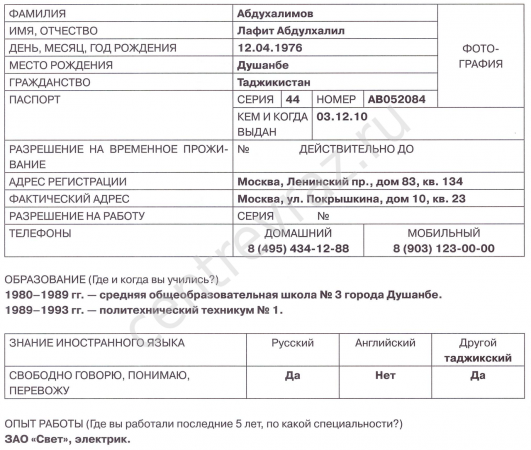 ФАМИЛИЯ Абдухалимов
ИМЯ, ОТЧЕСТВО Лафит Абдулхалил
ДЕНЬ, МЕСЯЦ, ГОД РОЖДЕНИЯ 12.04.1976
МЕСТО РОЖДЕНИЯ Душанбе
ГРАЖДАНСТВО Таджикистан
ФОТО-
ГРАФИЯ
ПАСПОРТ СЕРИЯ 44 НОМЕР АВ052084
КЕМ И КОГДА ВЫДАН 03.12.10
РАЗРЕШЕНИЕ НА ВРЕМЕННОЕ ПРОЖИ- № ДЕЙСТВИТЕЛЬНО ДО
ВАНИЕ
АДРЕС РЕГИСТРАЦИИ Москва, Ленинский пр., дом 83, кв. 134
ФАКТИЧЕСКИЙ АДРЕС Москва, ул. Покрышкина, дом 10, кв. 23
РАЗРЕШЕНИЕ НА РАБОТУ СЕРИЯ №
ТЕЛЕФОНЫ ДОМАШНИЙ МОБИЛЬНЫЙ
8 (495) 434-12-88 8 (903) 123-00-00
ОБРАЗОВАНИЕ (Где и когда вы учились?)
1980–1989 гг. — средняя общеобразовательная школа № 3 города Душанбе.
1989–1993 гг. — политехнический техникум № 1.
ЗНАНИЕ ИНОСТРАННОГО ЯЗЫКА Русский Английский Другой
таджикский
СВОБОДНО ГОВОРЮ, ПОНИМАЮ, Да Нет Да
ПЕРЕВОЖУ
ОПЫТ РАБОТЫ (Где вы работали последние 5 лет, по какой специальности?)
ЗАО «Свет», электрик.
centrevraz.ru